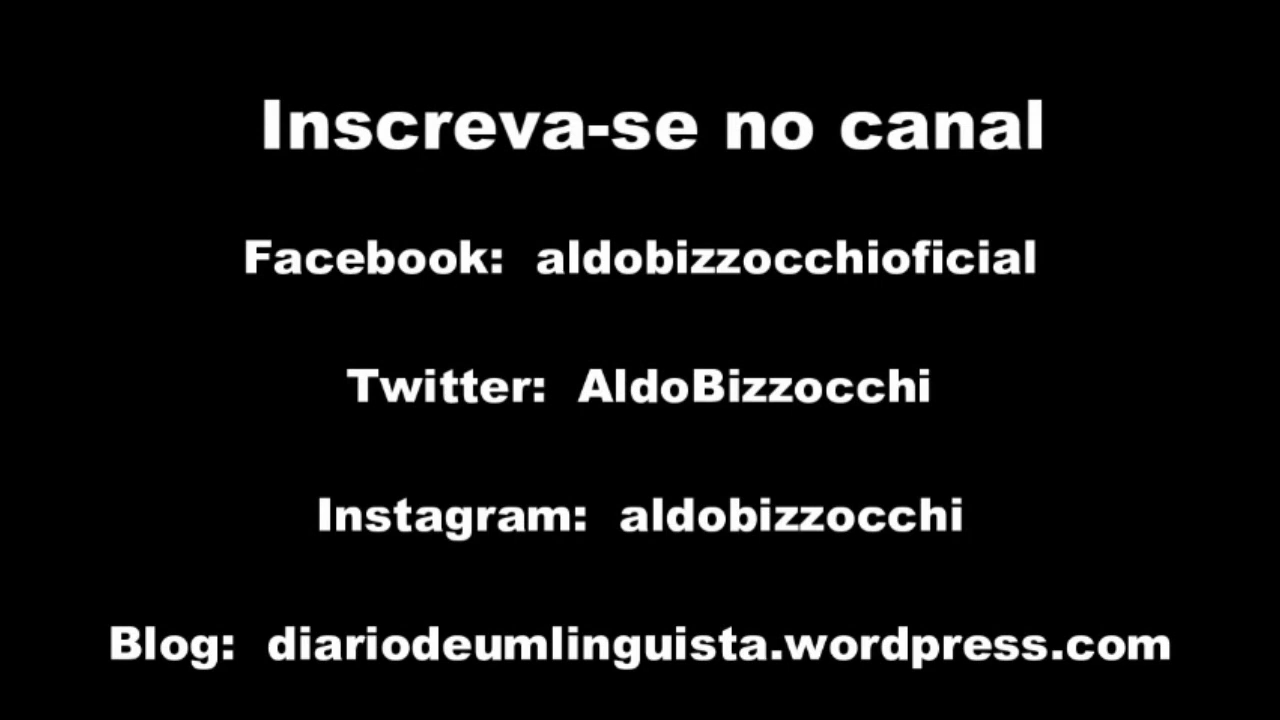 Inscreva-se no canal
Facebook: aldobizzocchioficial
Twitter: AldoBizzocchi
Instagram: aldobizzocchi
Blog: diariodeumlinguista.wordpress.com